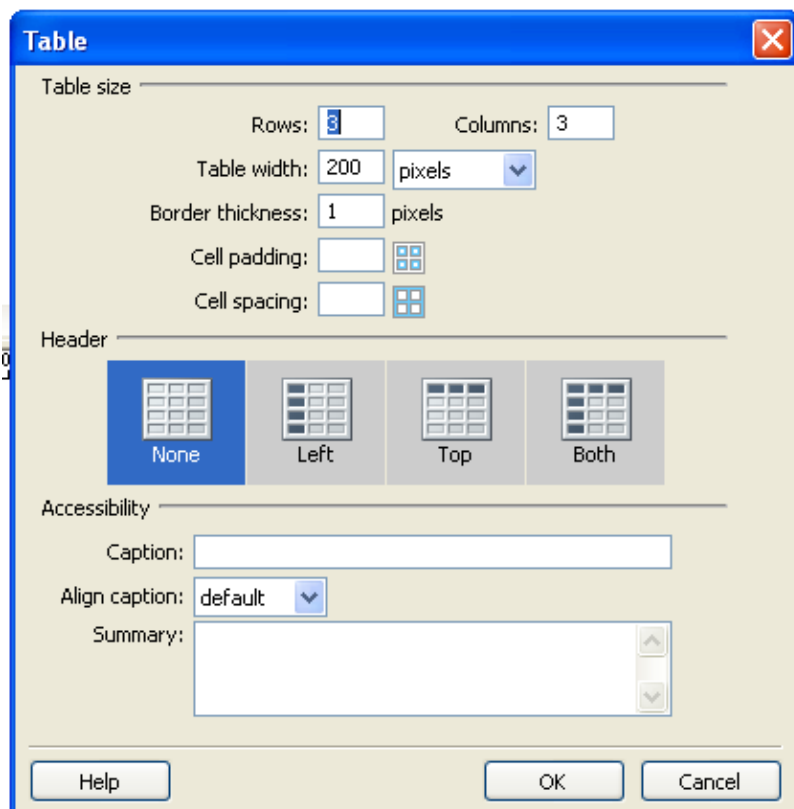 Table
Table size
Rows: 3 Columns: 3
Table width: 200 pixels
Border thickness: 1 pixels
Cell padding:
Cell spacing:
Header
None Left Top Both
Accessibility
Caption:
Align caption: default
Summary:
Help OK Cancel